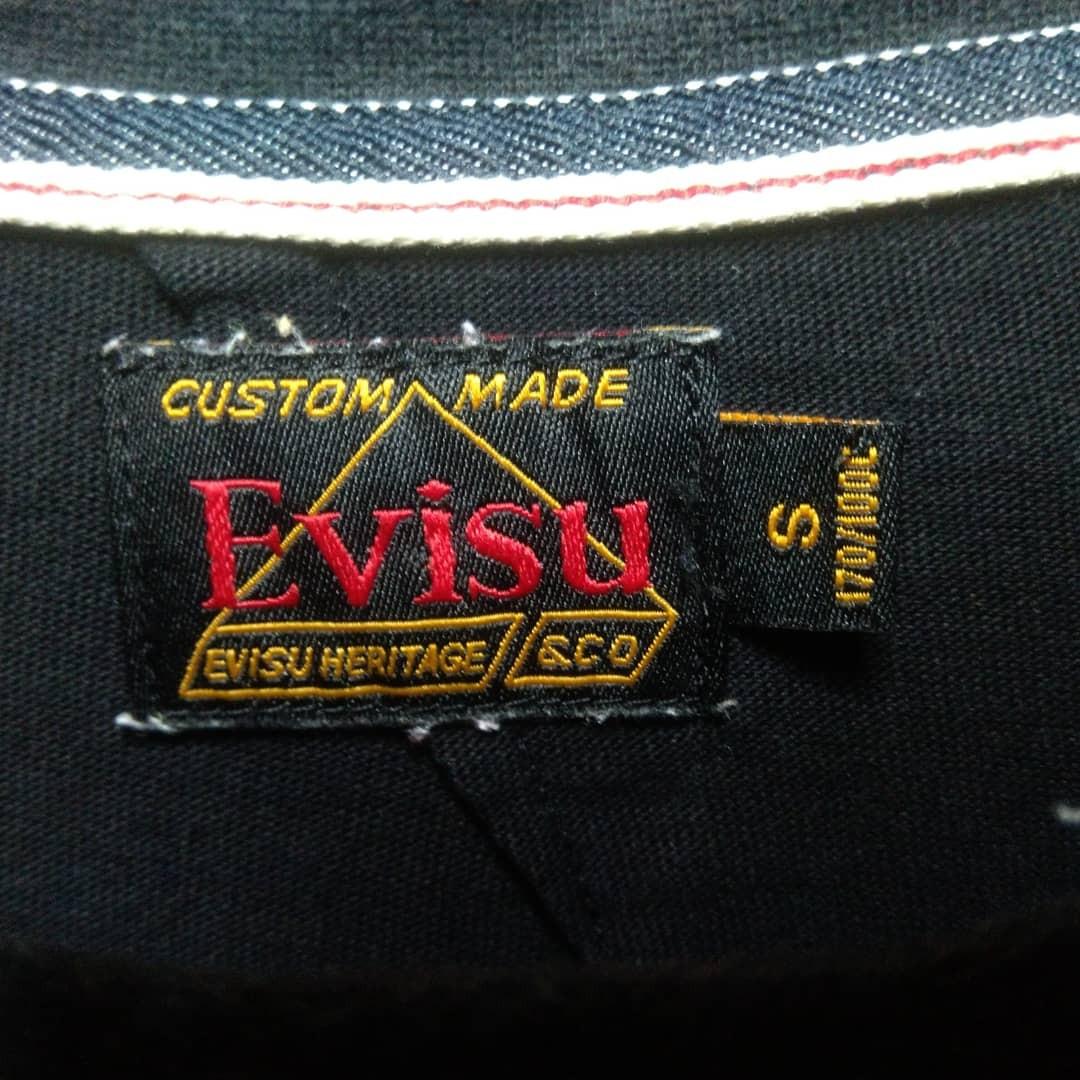 CUSTOM MADE
Evisu
EVISU HERITAGE &CO
S
170/100C